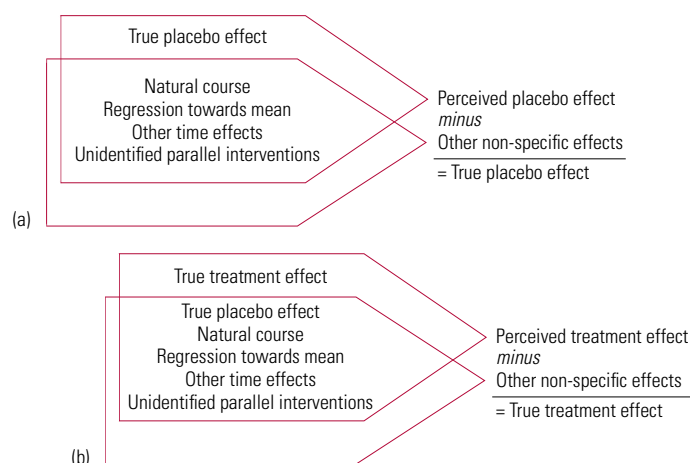 True placebo effect
Natural course
Regression towards mean
Other time effects
Unidentified parallel interventions
Perceived placebo effect
minus
Other non-specific effects
= True placebo effect
(a)
True treatment effect
True placebo effect
Natural course
Regression towards mean
Other time effects
Unidentified parallel interventions
Perceived treatment effect
minus
Other non-specific effects
= True treatment effect
(b)